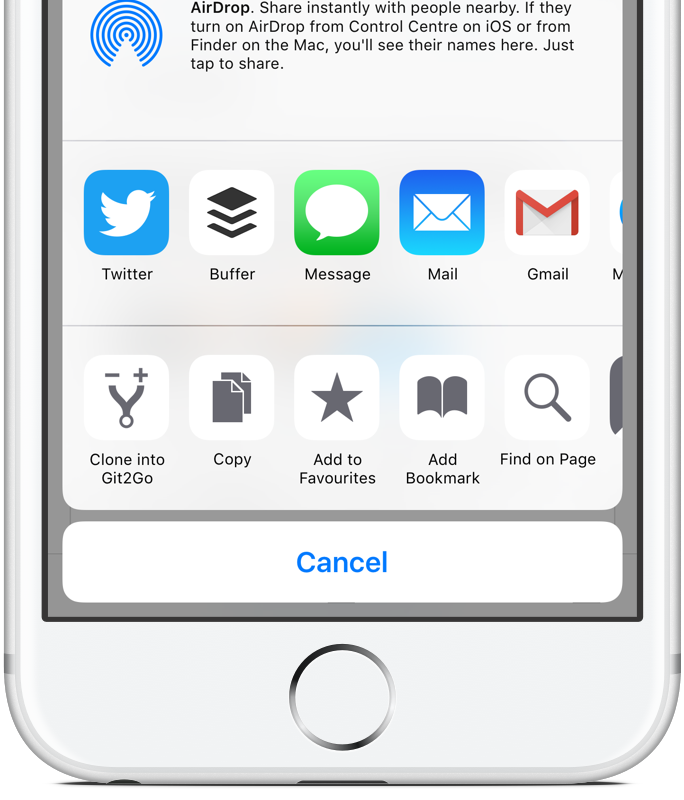 AirDrop. Share instantly with people nearby. If they
turn on AirDrop from Control Centre on iOS or from
Finder on the Mac, you'll see their names here. Just
tap to share.
Twitter Buffer Message Mail Gmail M
Clone into Git2Go Copy Add to Favourites Add Bookmark Find on Page
Cancel